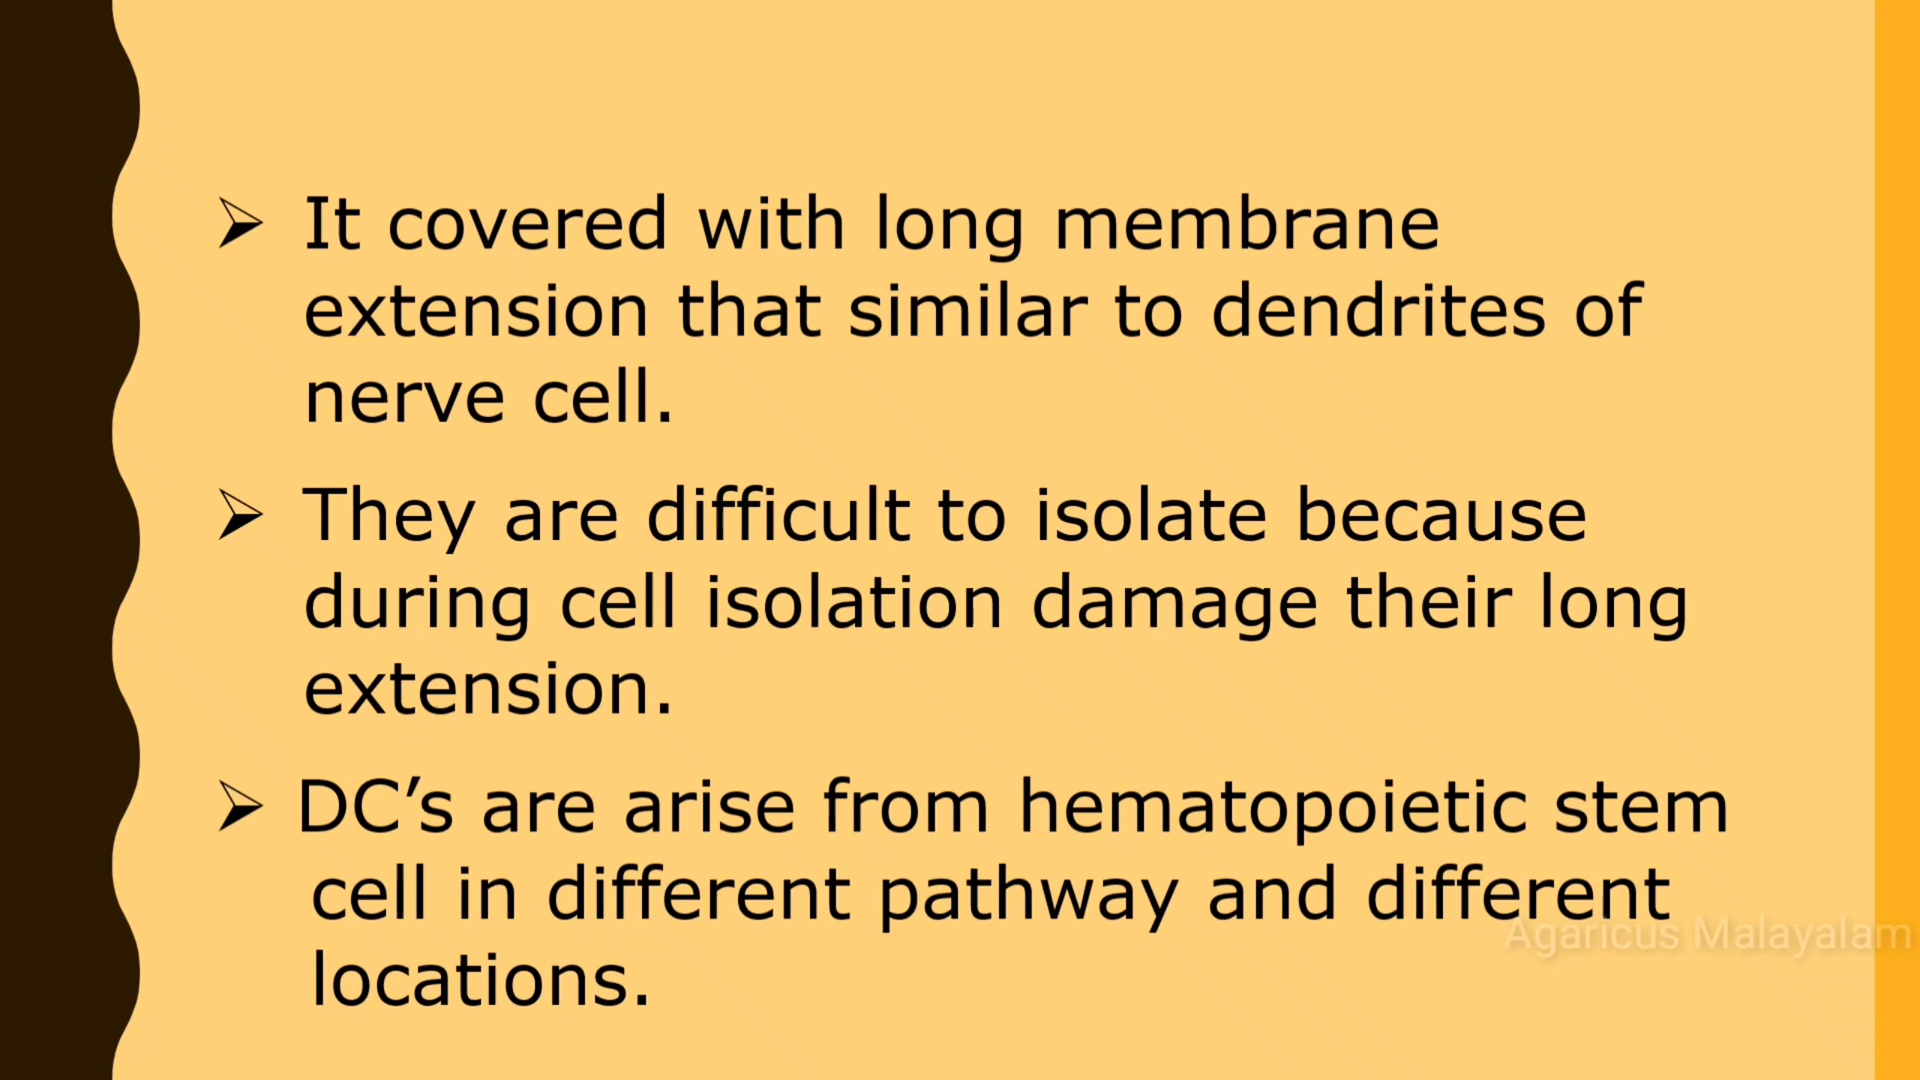 ➢ It covered with long membrane
extension that similar to dendrites of
nerve cell.
➢ They are difficult to isolate because
during cell isolation damage their long
extension.
➢ DC’s are arise from hematopoietic stem
cell in different pathway and different
locations.
Agaricus Malayalam